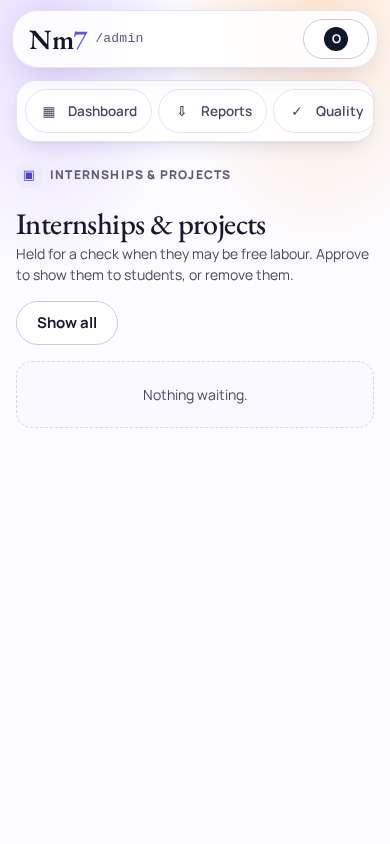 Nm7 /admin O
Dashboard Reports Quality
INTERNSHIPS & PROJECTS
Internships & projects
Held for a check when they may be free labour. Approve
to show them to students, or remove them.
Show all
Nothing waiting.